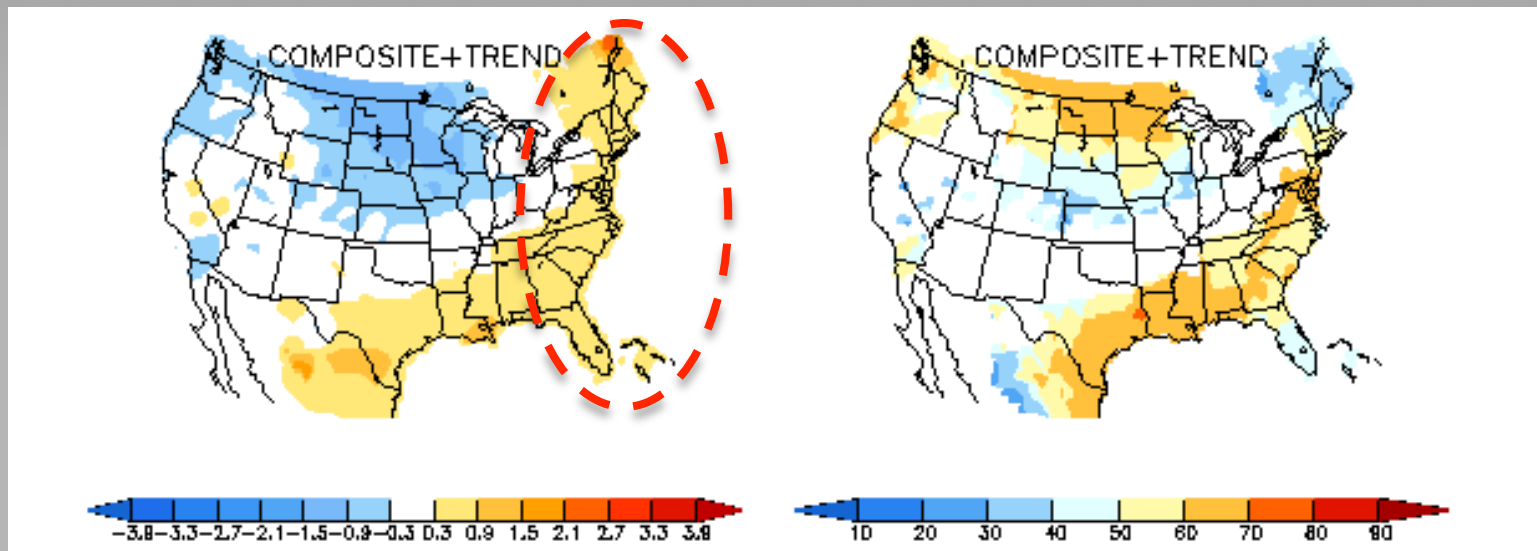 COMPOSITE+TREND
COMPOSITE+TREND
-3.9-3.3-2.7-2.1-1.5-0.9-0.3 0.3 0.9 1.5 2.1 2.7 3.3 3.9
10 20 30 40 50 60 70 80 90